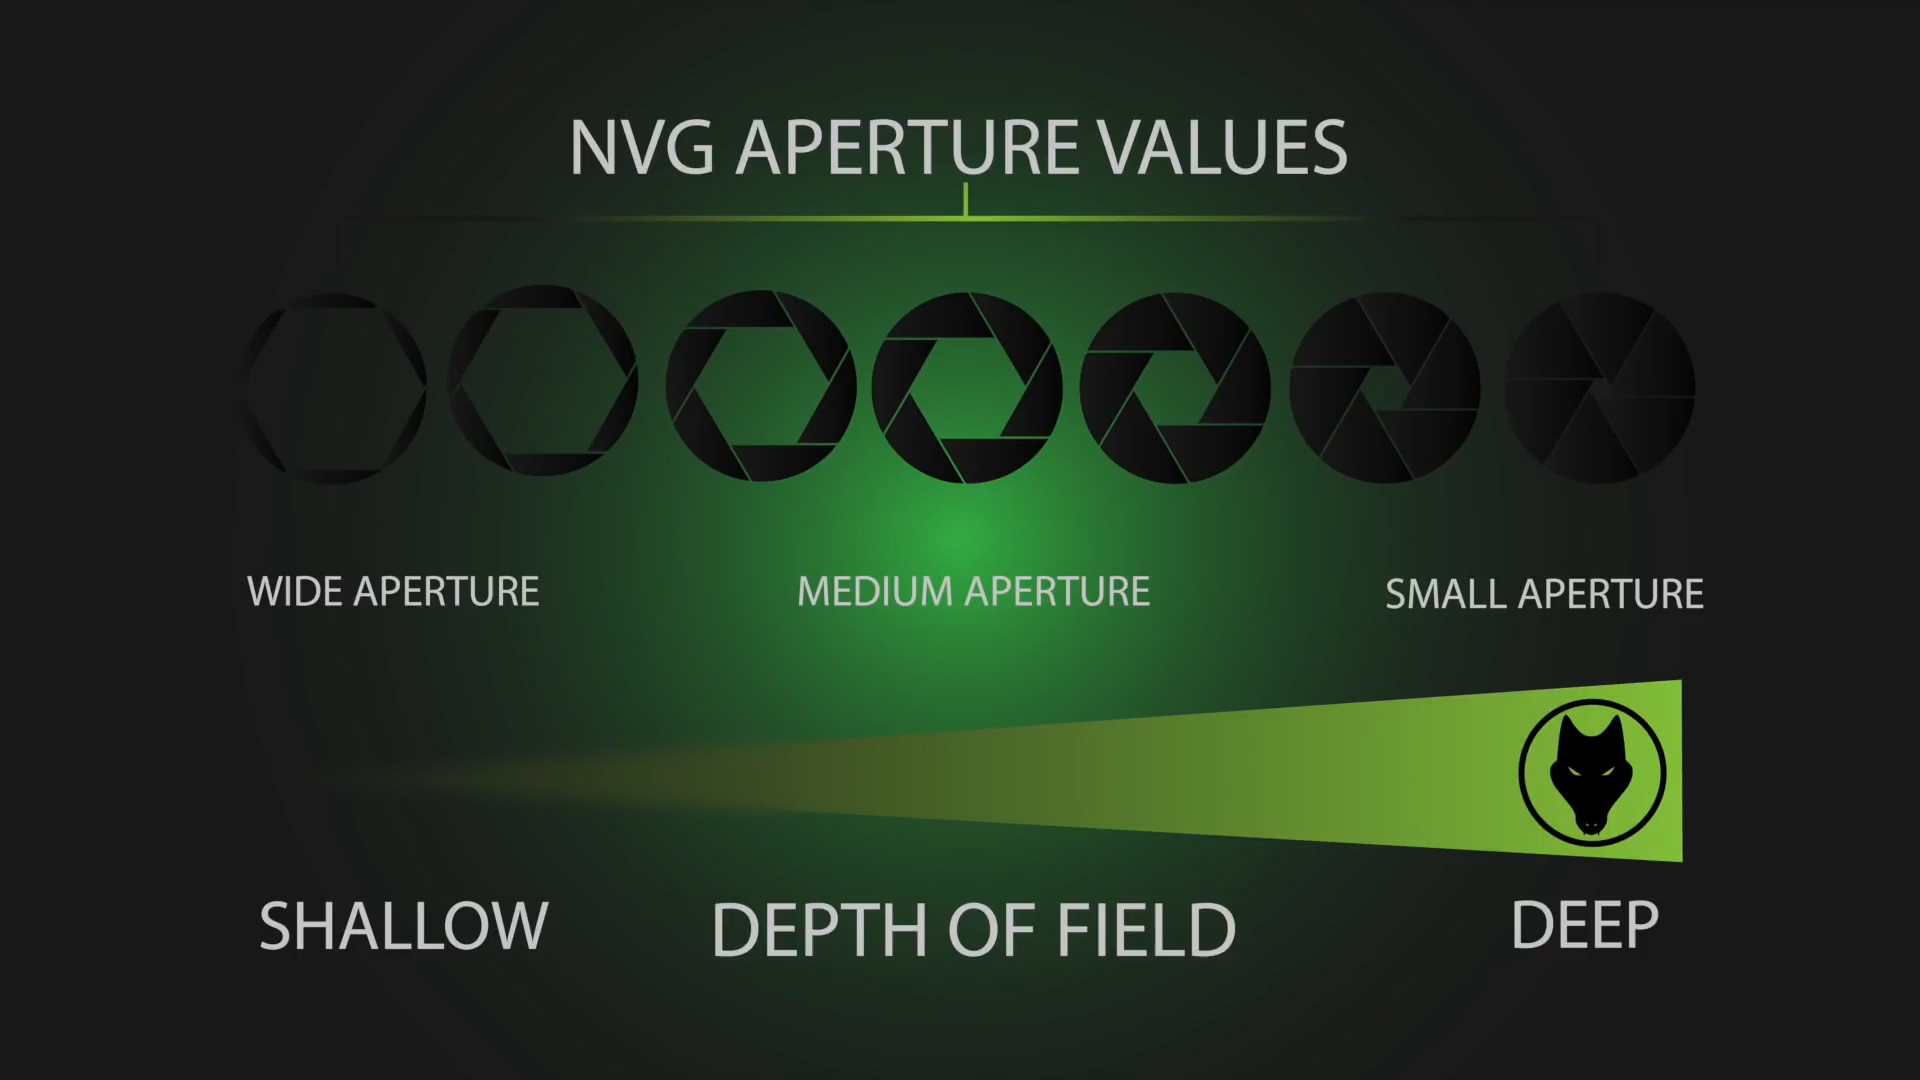 NVG APERTURE VALUES
WIDE APERTURE
MEDIUM APERTURE
SMALL APERTURE
SHALLOW
DEPTH OF FIELD
DEEP